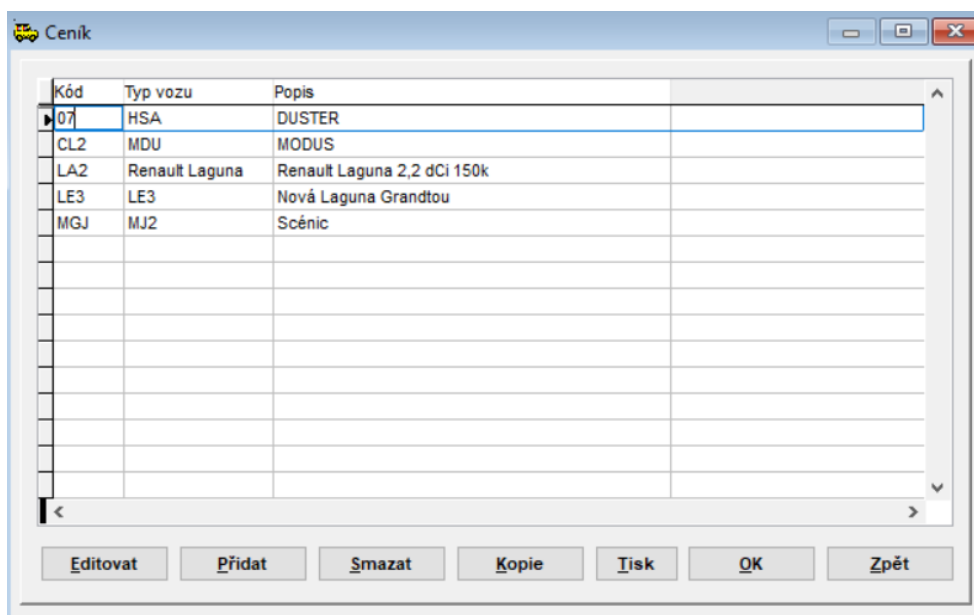 Ceník
Kód Typ vozu Popis
07 HSA DUSTER
CL2 MDU MODUS
LA2 Renault Laguna Renault Laguna 2,2 dCi 150k
LE3 LE3 Nová Laguna Grandtou
MGJ MJ2 Scénic
Editovat Přidat Smazat Kopie Tisk OK Zpět